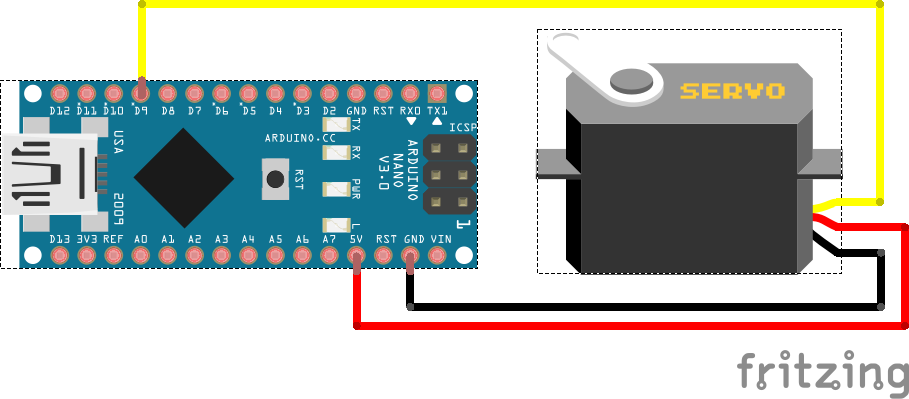 D12 D11 D10 D9 D8 D7 D6 D5 D4 D3 D2 GND RST RX0 TX1
TX
ICSP
USA
ARDUINO.CC
RX
ARDUINO
NANO
V3.0
SERVO
RST
PWR
2009
L
1
D13 3V3 REF A0 A1 A2 A3 A4 A5 A6 A7 5V RST GND VIN
fritzing